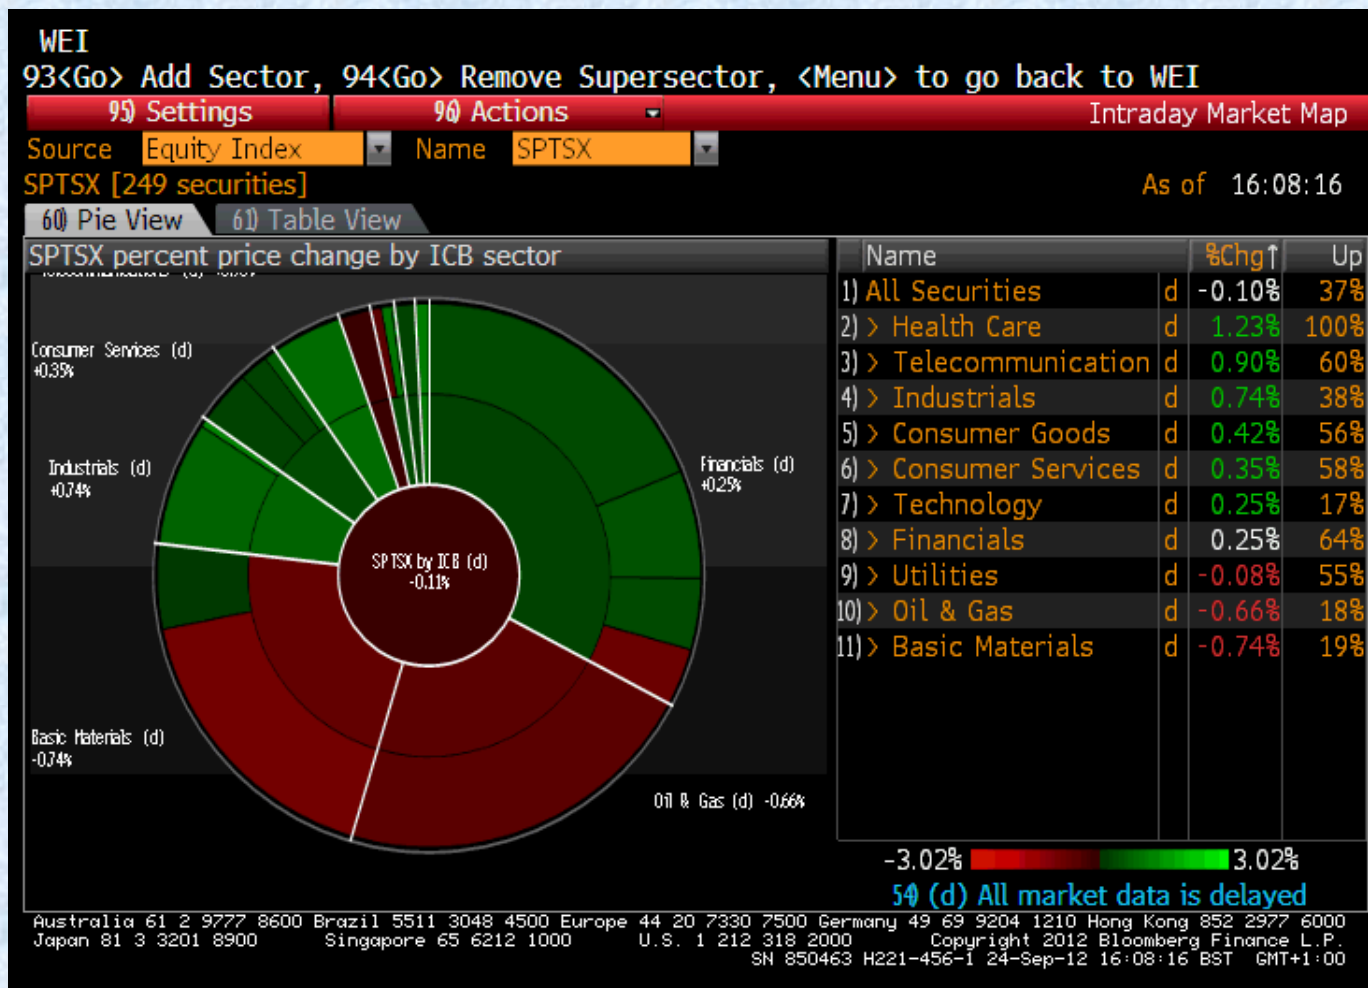 WEI
93<Go> Add Sector, 94<Go> Remove Supersector, <Menu> to go back to WEI
95) Settings 96) Actions Intraday Market Map
Source Equity Index Name SPTSX
SPTSX [249 securities] As of 16:08:16
60) Pie View 61) Table View
SPTSX percent price change by ICB sector
Consumer Services (d)
+0.35%
Industrials (d)
+0.74%
Financials (d)
+0.25%
SPTSX by ICB (d)
-0.11%
Basic Materials (d)
-0.74%
Oil & Gas (d) -0.66%
Name %Chg↑ Up
1) All Securities d -0.10% 37%
2) > Health Care d 1.23% 100%
3) > Telecommunication d 0.90% 60%
4) > Industrials d 0.74% 38%
5) > Consumer Goods d 0.42% 56%
6) > Consumer Services d 0.35% 58%
7) > Technology d 0.25% 17%
8) > Financials d 0.25% 64%
9) > Utilities d -0.08% 55%
10) > Oil & Gas d -0.66% 18%
11) > Basic Materials d -0.74% 19%
-3.02% 3.02%
54) (d) All market data is delayed
Australia 61 2 9777 8600 Brazil 5511 3048 4500 Europe 44 20 7330 7500 Germany 49 69 9204 1210 Hong Kong 852 2977 6000
Japan 81 3 3201 8900 Singapore 65 6212 1000 U.S. 1 212 318 2000 Copyright 2012 Bloomberg Finance L.P.
SN 850463 H221-456-1 24-Sep-12 16:08:16 BST GMT+1:00